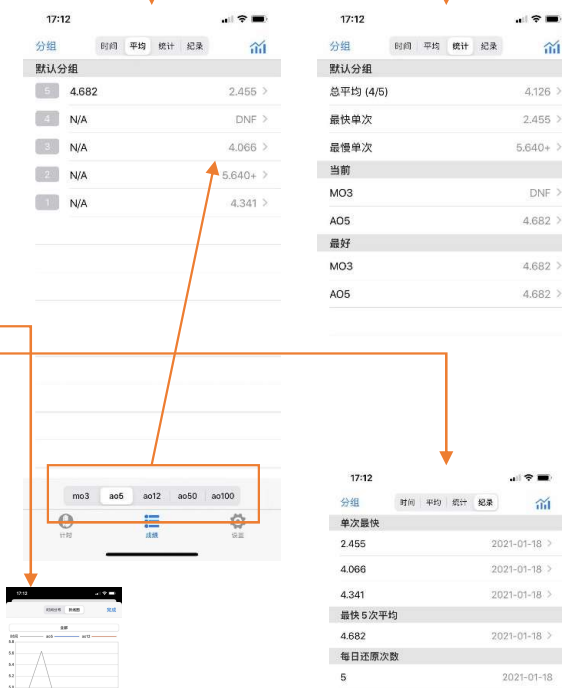 17:12
分组 时间 平均 统计 纪录
默认分组
5 4.682 2.455
4 N/A DNF
3 N/A 4.066
2 N/A 5.640+
1 N/A 4.341
mo3 ao5 ao12 ao50 ao100
计时 成绩 设置
17:12
分组 时间 平均 统计 纪录
默认分组
总平均 (4/5) 4.126
最快单次 2.455
最慢单次 5.640+
当前
MO3 DNF
AO5 4.682
最好
MO3 4.682
AO5 4.682
17:12
分组 时间 平均 统计 纪录
单次最快
2.455 2021-01-18
4.066 2021-01-18
4.341 2021-01-18
最快5次平均
4.682 2021-01-18
每日还原次数
5 2021-01-18
17:12
完成
全部
ao5 ao12